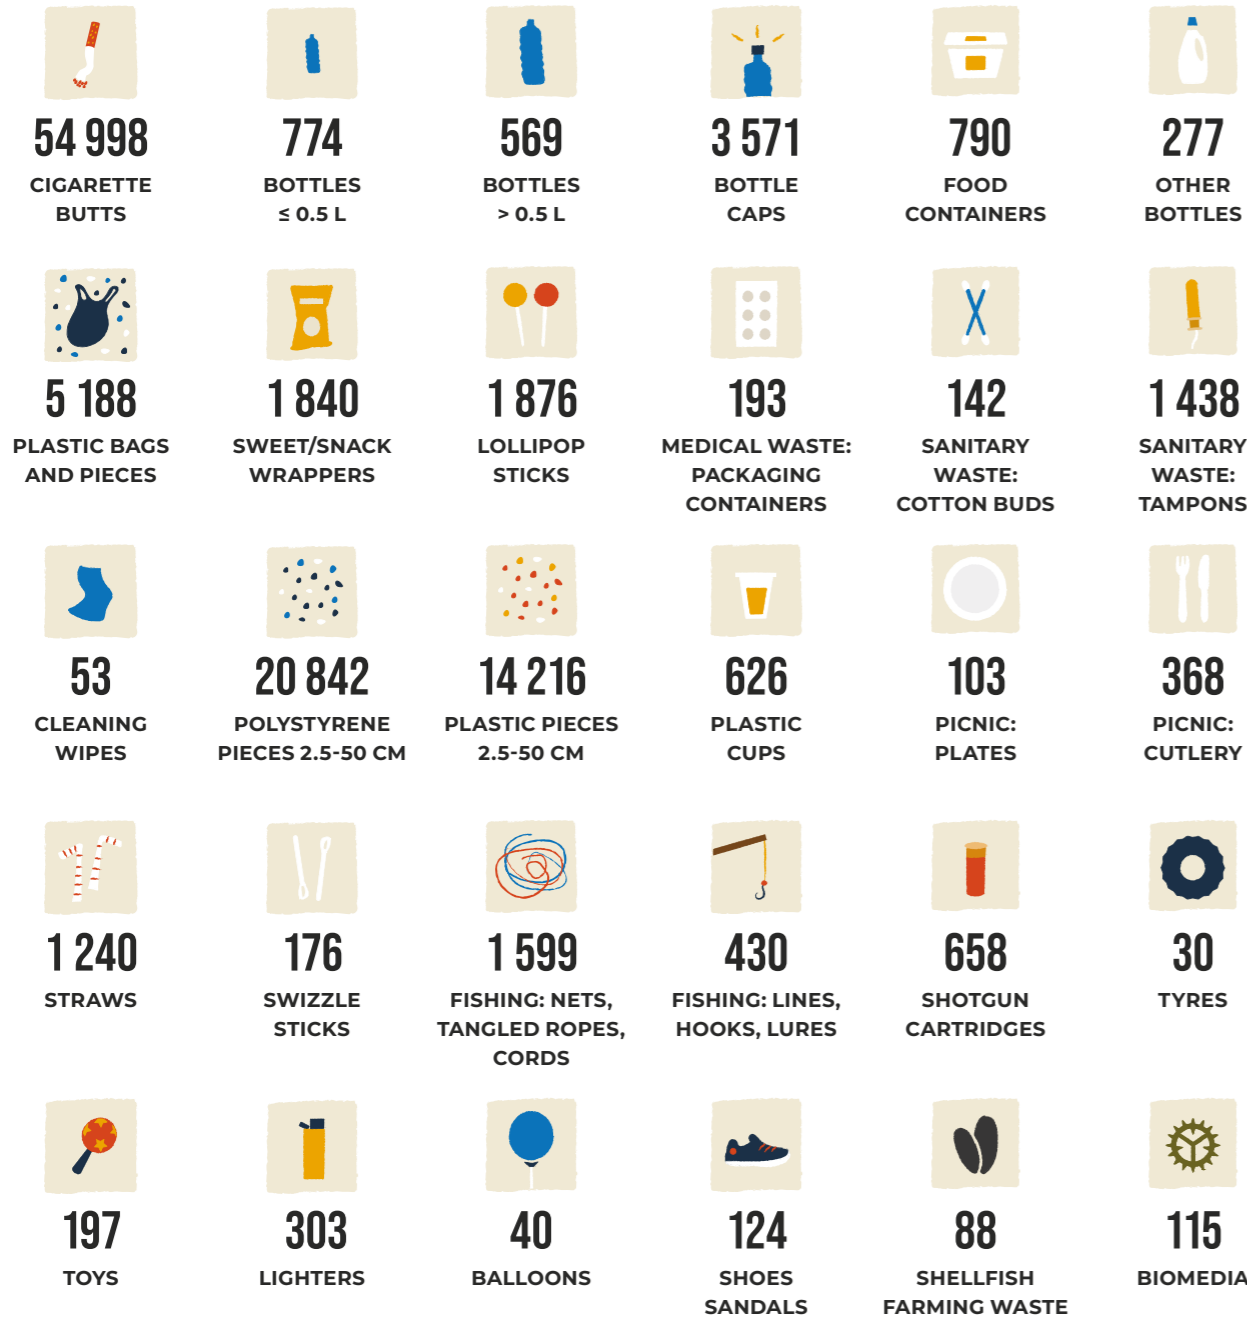 54 998
CIGARETTE
BUTTS
774
BOTTLES
≤ 0.5 L
569
BOTTLES
> 0.5 L
3 571
BOTTLE
CAPS
790
FOOD
CONTAINERS
277
OTHER
BOTTLES
5 188
PLASTIC BAGS
AND PIECES
1 840
SWEET/SNACK
WRAPPERS
1 876
LOLLIPOP
STICKS
193
MEDICAL WASTE:
PACKAGING
CONTAINERS
142
SANITARY
WASTE:
COTTON BUDS
1 438
SANITARY
WASTE:
TAMPONS
53
CLEANING
WIPES
20 842
POLYSTYRENE
PIECES 2.5-50 CM
14 216
PLASTIC PIECES
2.5-50 CM
626
PLASTIC
CUPS
103
PICNIC:
PLATES
368
PICNIC:
CUTLERY
1 240
STRAWS
176
SWIZZLE
STICKS
1 599
FISHING: NETS,
TANGLED ROPES,
CORDS
430
FISHING: LINES,
HOOKS, LURES
658
SHOTGUN
CARTRIDGES
30
TYRES
197
TOYS
303
LIGHTERS
40
BALLOONS
124
SHOES
SANDALS
88
SHELLFISH
FARMING WASTE
115
BIOMEDIA